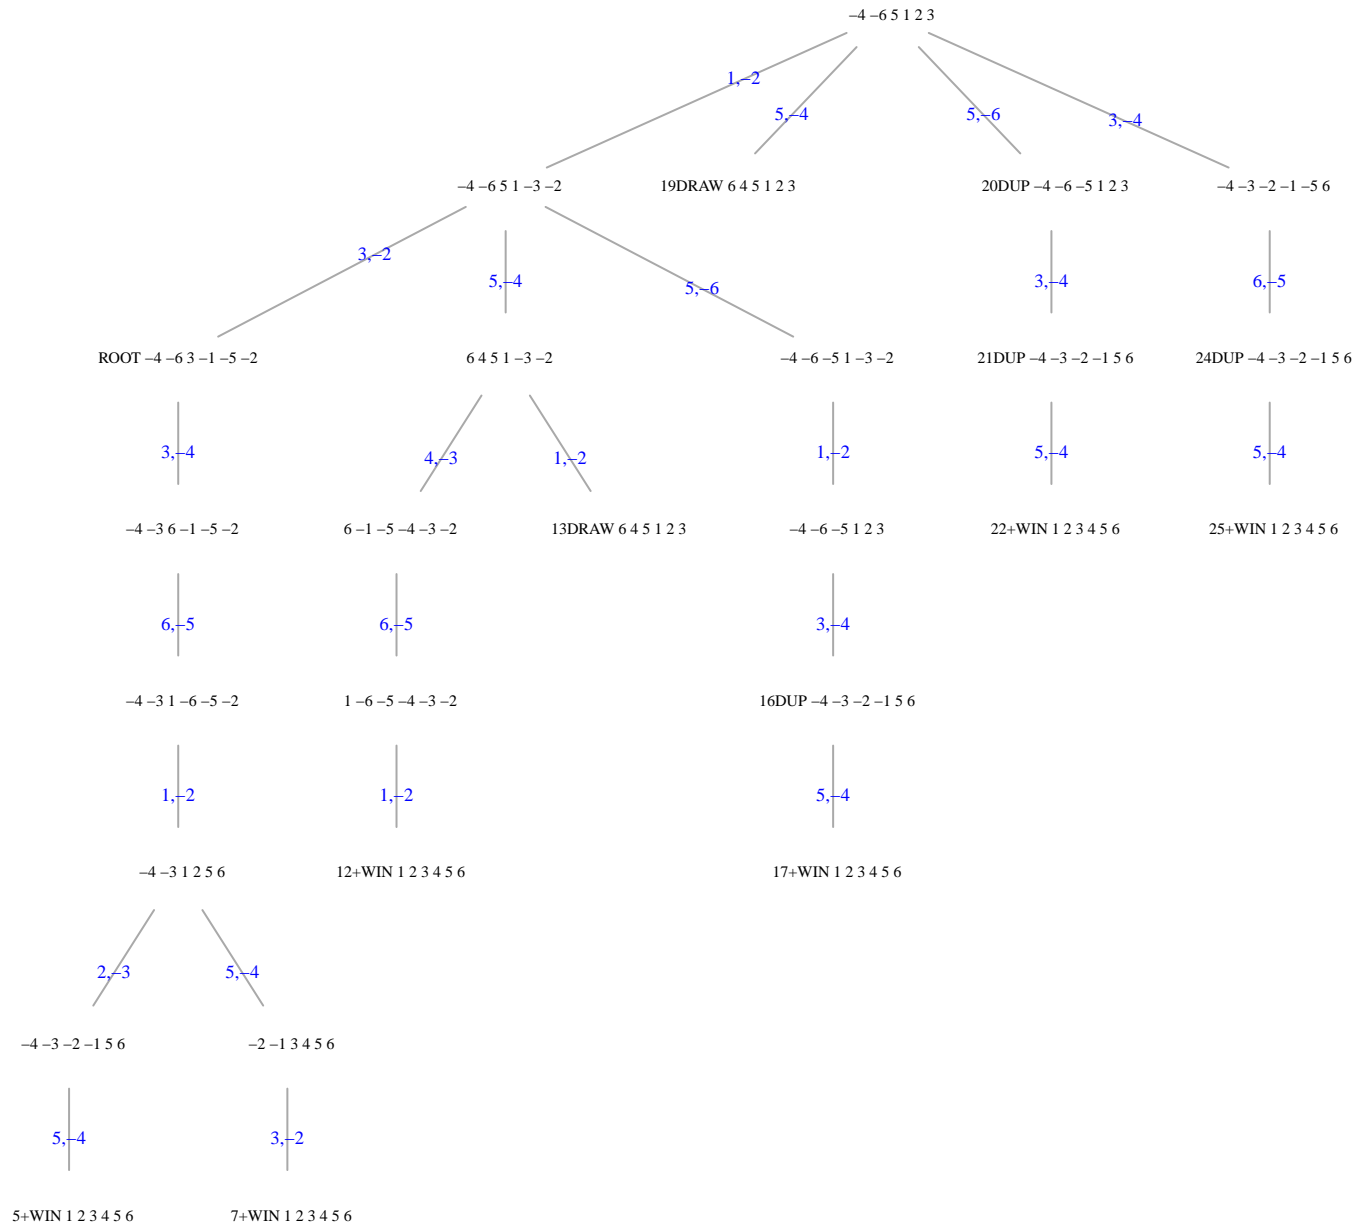 −4 −6 5 1 2 3
1,−2
5,−4
5,−6
3,−4
−4 −6 5 1 −3 −2
19DRAW 6 4 5 1 2 3
20DUP −4 −6 −5 1 2 3
−4 −3 −2 −1 −5 6
3,−2
5,−4
5,−6
3,−4
6,−5
ROOT −4 −6 3 −1 −5 −2
6 4 5 1 −3 −2
−4 −6 −5 1 −3 −2
21DUP −4 −3 −2 −1 5 6
24DUP −4 −3 −2 −1 5 6
3,−4
4,−3
1,−2
1,−2
5,−4
5,−4
−4 −3 6 −1 −5 −2
6 −1 −5 −4 −3 −2
13DRAW 6 4 5 1 2 3
−4 −6 −5 1 2 3
22+WIN 1 2 3 4 5 6
25+WIN 1 2 3 4 5 6
6,−5
6,−5
3,−4
−4 −3 1 −6 −5 −2
1 −6 −5 −4 −3 −2
16DUP −4 −3 −2 −1 5 6
1,−2
1,−2
5,−4
−4 −3 1 2 5 6
12+WIN 1 2 3 4 5 6
17+WIN 1 2 3 4 5 6
2,−3
5,−4
−4 −3 −2 −1 5 6
−2 −1 3 4 5 6
5,−4
3,−2
5+WIN 1 2 3 4 5 6
7+WIN 1 2 3 4 5 6